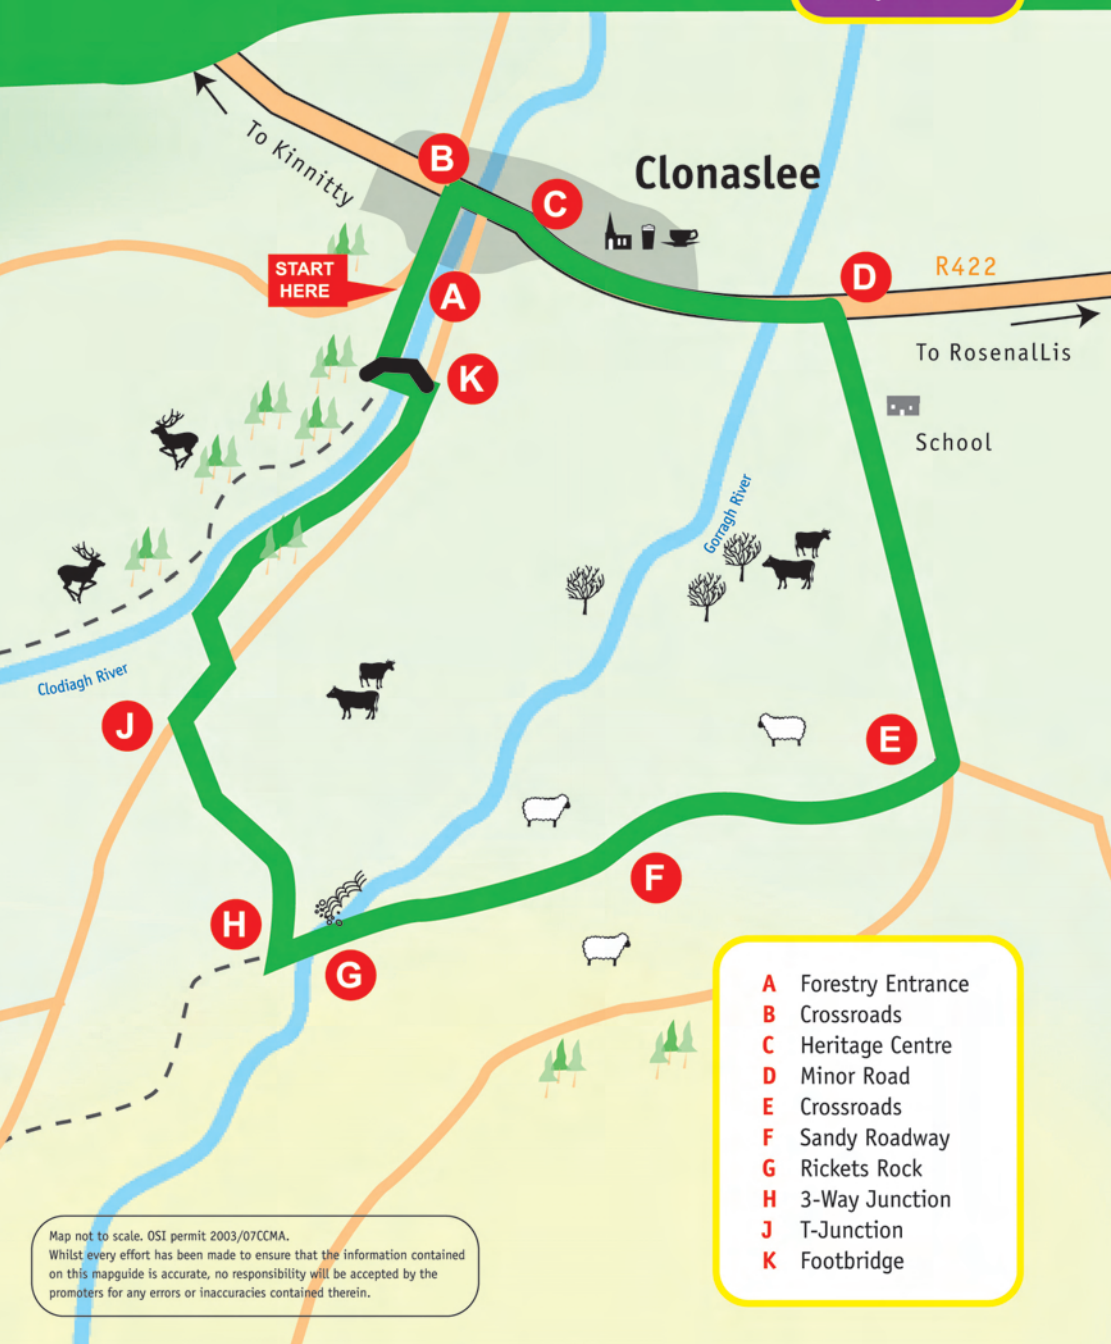 To Kinnitty
B
Clonaslee
C
START
HERE
A
D
R422
To RosenalLis
K
School
Gorragh River
Clodiagh River
J
E
F
H
G
A Forestry Entrance
B Crossroads
C Heritage Centre
D Minor Road
E Crossroads
F Sandy Roadway
G Rickets Rock
H 3-Way Junction
J T-Junction
K Footbridge
Map not to scale. OSI permit 2003/07CCMA.
Whilst every effort has been made to ensure that the information contained
on this mapguide is accurate, no responsibility will be accepted by the
promoters for any errors or inaccuracies contained therein.